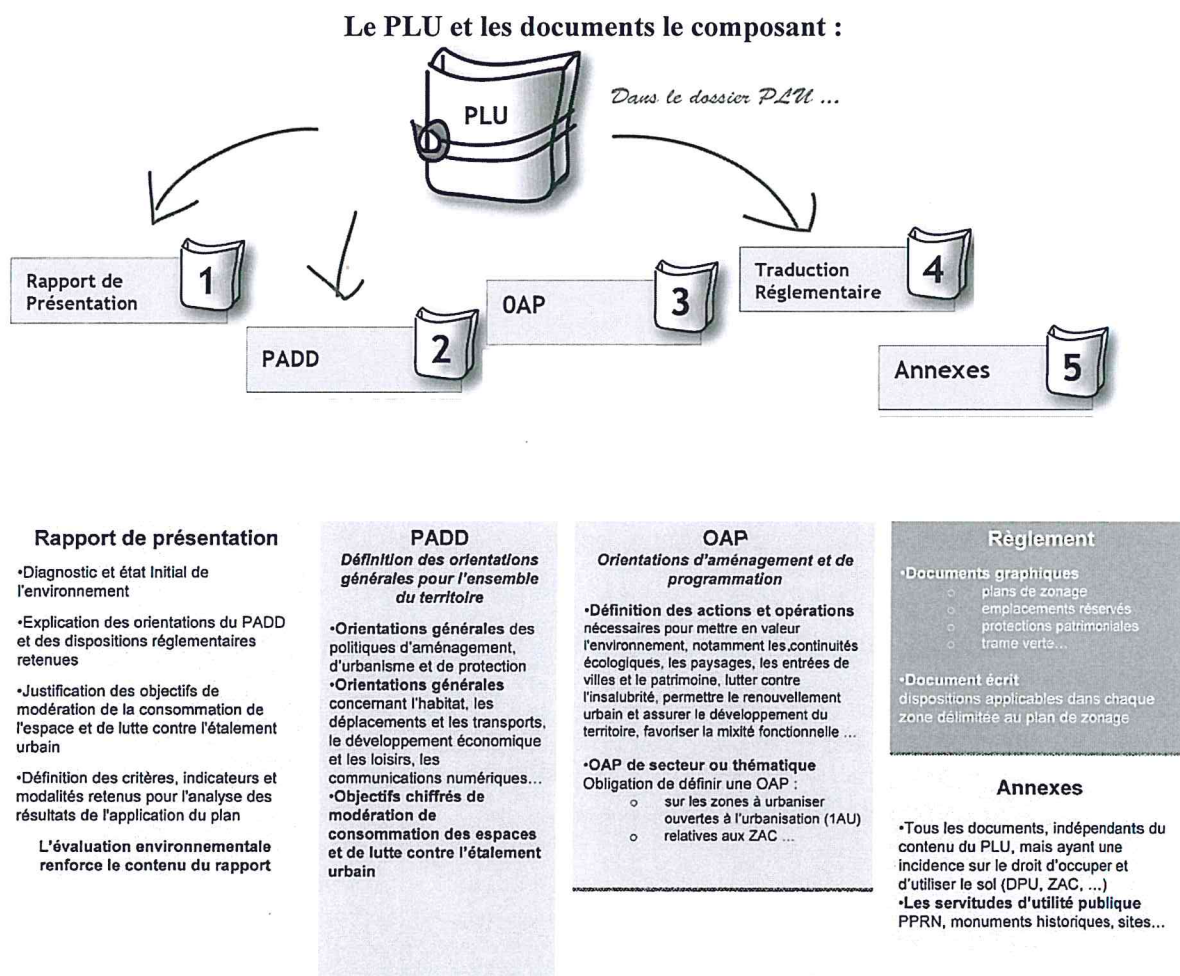 Le PLU et les documents le composant :
PLU
Dans le dossier PLU ...
Rapport de
Présentation
1
PADD
2
OAP
3
Traduction
Réglementaire
4
Annexes
5
Rapport de présentation
•Diagnostic et état Initial de
l'environnement
•Explication des orientations du PADD
et des dispositions réglementaires
retenues
•Justification des objectifs de
modération de la consommation de
l'espace et de lutte contre l'étalement
urbain
•Définition des critères, indicateurs et
modalités retenus pour l'analyse des
résultats de l'application du plan
L'évaluation environnementale
renforce le contenu du rapport
PADD
Définition des orientations
générales pour l'ensemble
du territoire
•Orientations générales des
politiques d'aménagement,
d'urbanisme et de protection
•Orientations générales
concernant l'habitat, les
déplacements et les transports,
le développement économique
et les loisirs, les
communications numériques...
•Objectifs chiffrés de
modération de
consommation des espaces
et de lutte contre l'étalement
urbain
OAP
Orientations d'aménagement et de
programmation
•Définition des actions et opérations
nécessaires pour mettre en valeur
l'environnement, notamment les continuités
écologiques, les paysages, les entrées de
villes et le patrimoine, lutter contre
l'insalubrité, permettre le renouvellement
urbain et assurer le développement du
territoire, favoriser la mixité fonctionnelle ...
•OAP de secteur ou thématique
Obligation de définir une OAP :
o sur les zones à urbaniser
ouvertes à l'urbanisation (1AU)
o relatives aux ZAC ...
Règlement
•Documents graphiques
o plans de zonage
o emplacements réservés
o protections patrimoniales
o trame verte...
•Document écrit
dispositions applicables dans chaque
zone délimitée au plan de zonage
Annexes
•Tous les documents, indépendants du
contenu du PLU, mais ayant une
incidence sur le droit d'occuper et
d'utiliser le sol (DPU, ZAC, ...)
•Les servitudes d'utilité publique
PPRN, monuments historiques, sites...